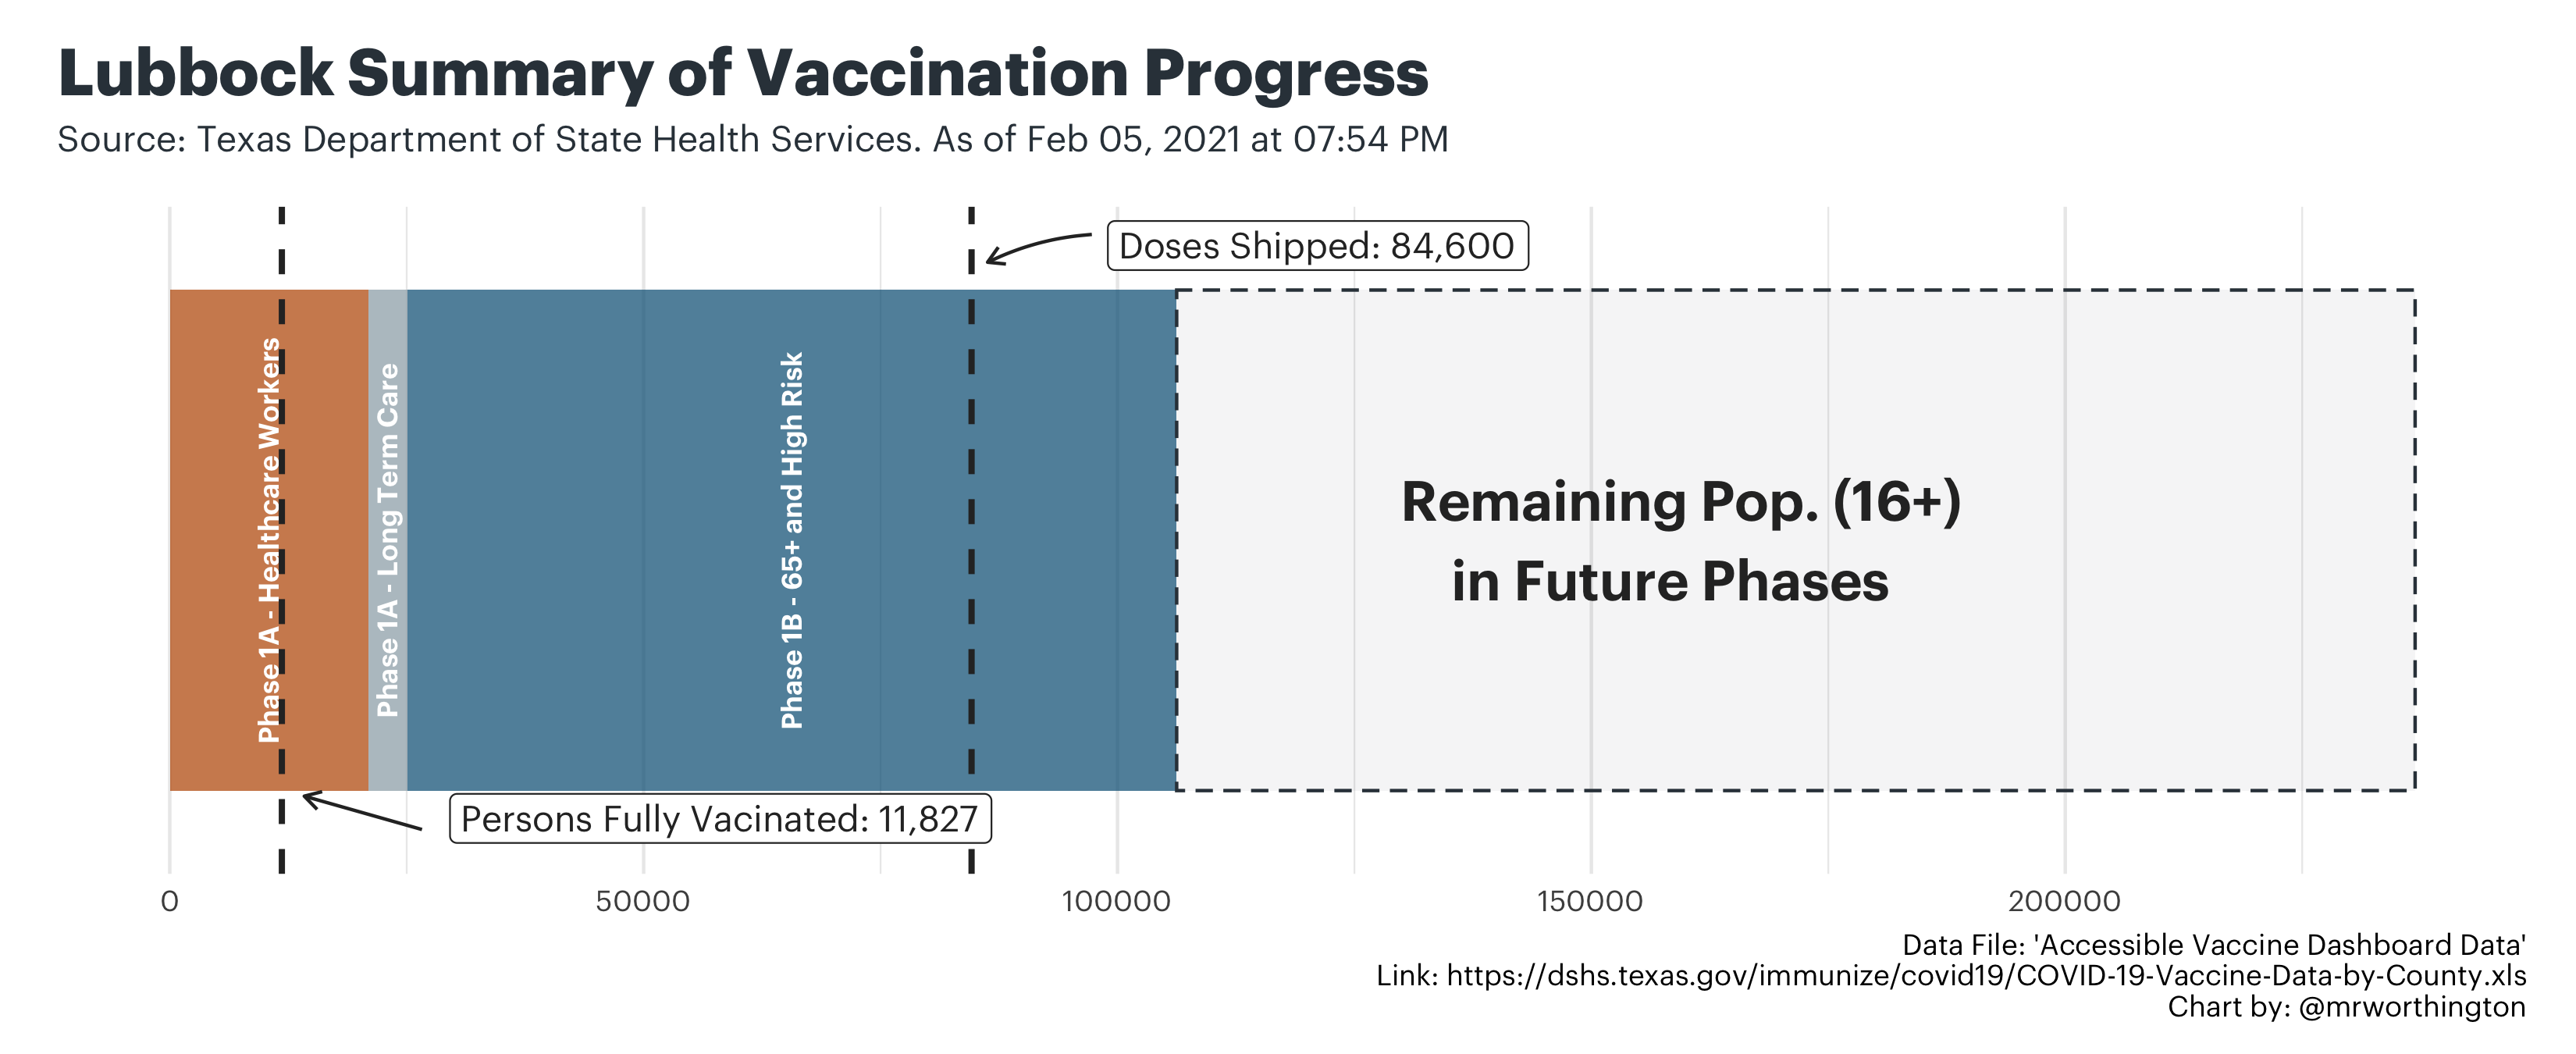 Lubbock Summary of Vaccination Progress
Source: Texas Department of State Health Services. As of Feb 05, 2021 at 07:54 PM
Doses Shipped: 84,600
Phase 1A - Healthcare Workers
Phase 1A - Long Term Care
Phase 1B - 65+ and High Risk
Remaining Pop. (16+)
in Future Phases
Persons Fully Vacinated: 11,827
0
50000
100000
150000
200000
Data File: 'Accessible Vaccine Dashboard Data'
Link: https://dshs.texas.gov/immunize/covid19/COVID-19-Vaccine-Data-by-County.xls
Chart by: @mrworthington